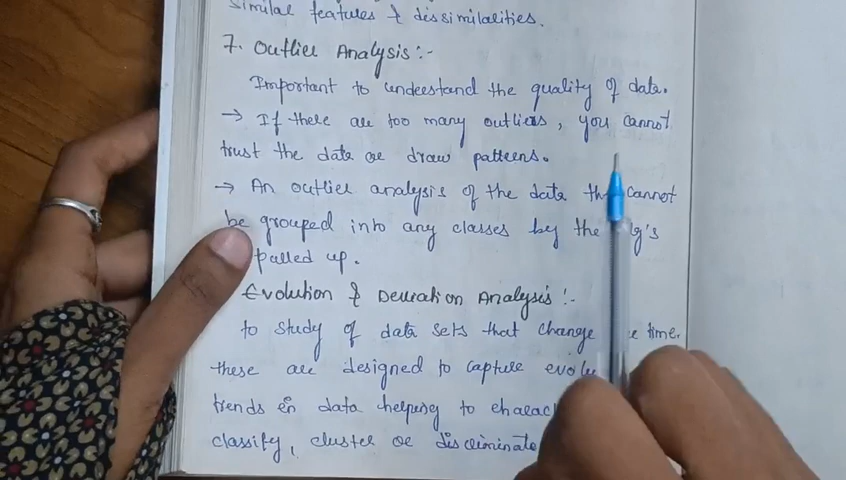 similar features & dissimilarities.
7. Outlier Analysis :-
Important to understand the quality of data.
→ If there are too many outliers, you cannot
trust the data or draw patterns.
→ An outlier analysis of the data cannot
be grouped into any classes by the
pulled up.
Evolution & Deviation Analysis :-
to study of data sets that change time.
these are designed to capture
trends in data helping to
classify, cluster or discriminate